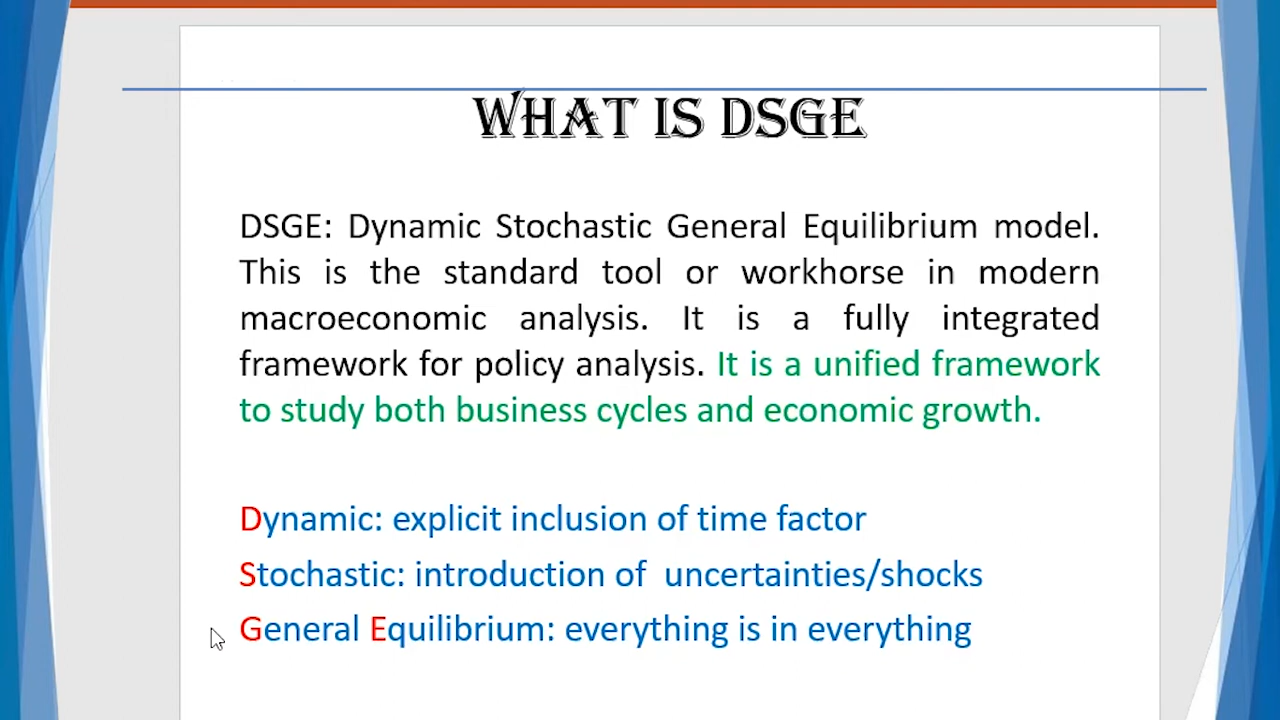 WHAT IS DSGE
DSGE: Dynamic Stochastic General Equilibrium model.
This is the standard tool or workhorse in modern
macroeconomic analysis. It is a fully integrated
framework for policy analysis. It is a unified framework
to study both business cycles and economic growth.
Dynamic: explicit inclusion of time factor
Stochastic: introduction of uncertainties/shocks
General Equilibrium: everything is in everything